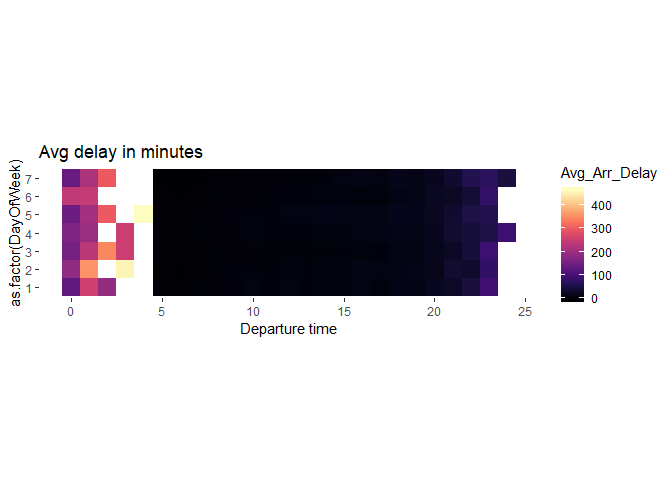 Avg delay in minutes
as.factor(DayOfWeek)
7
6
5
4
3
2
1
0 5 10 15 20 25
Departure time
Avg_Arr_Delay
400
300
200
100
0